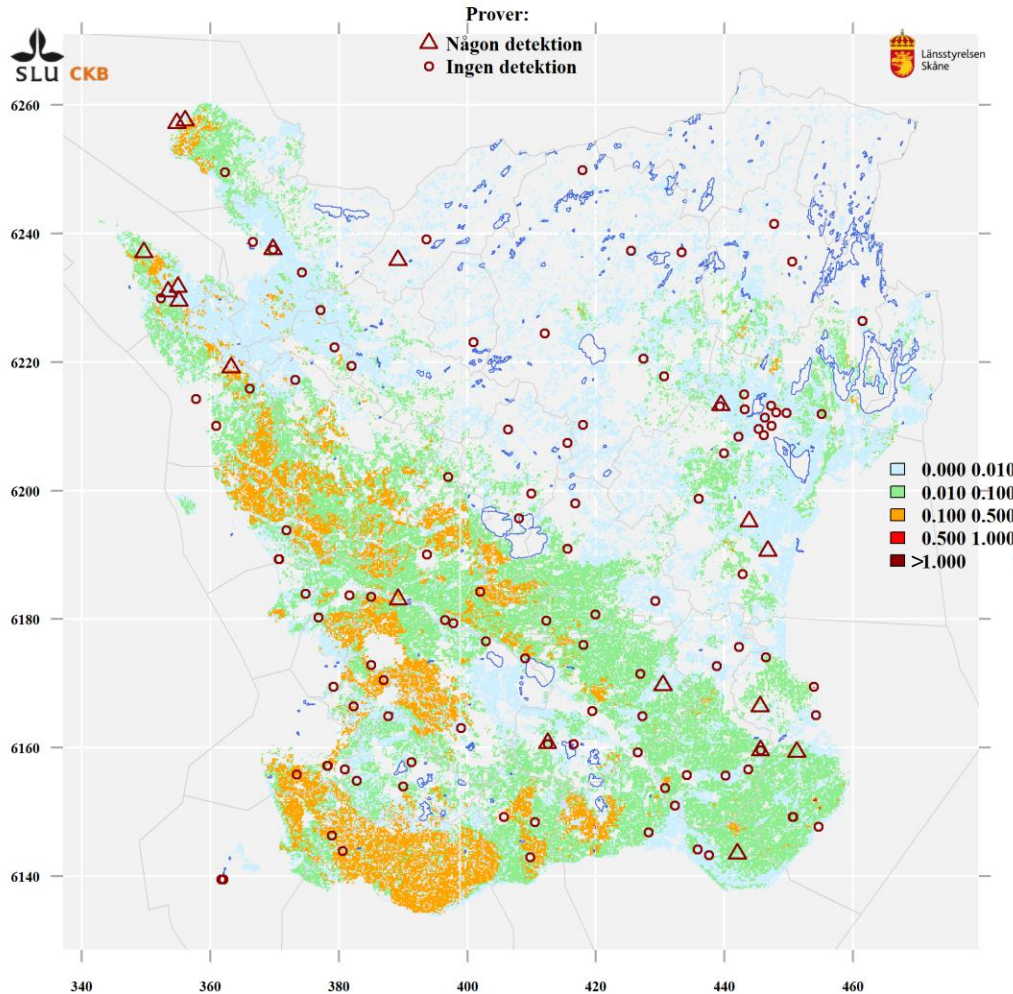 Prover:
Någon detektion
Ingen detektion
SLU CKB
Länsstyrelsen
Skåne
6260
6240
6220
6200
6180
6160
6140
0.000 0.010
0.010 0.100
0.100 0.500
0.500 1.000
>1.000
340 360 380 400 420 440 460